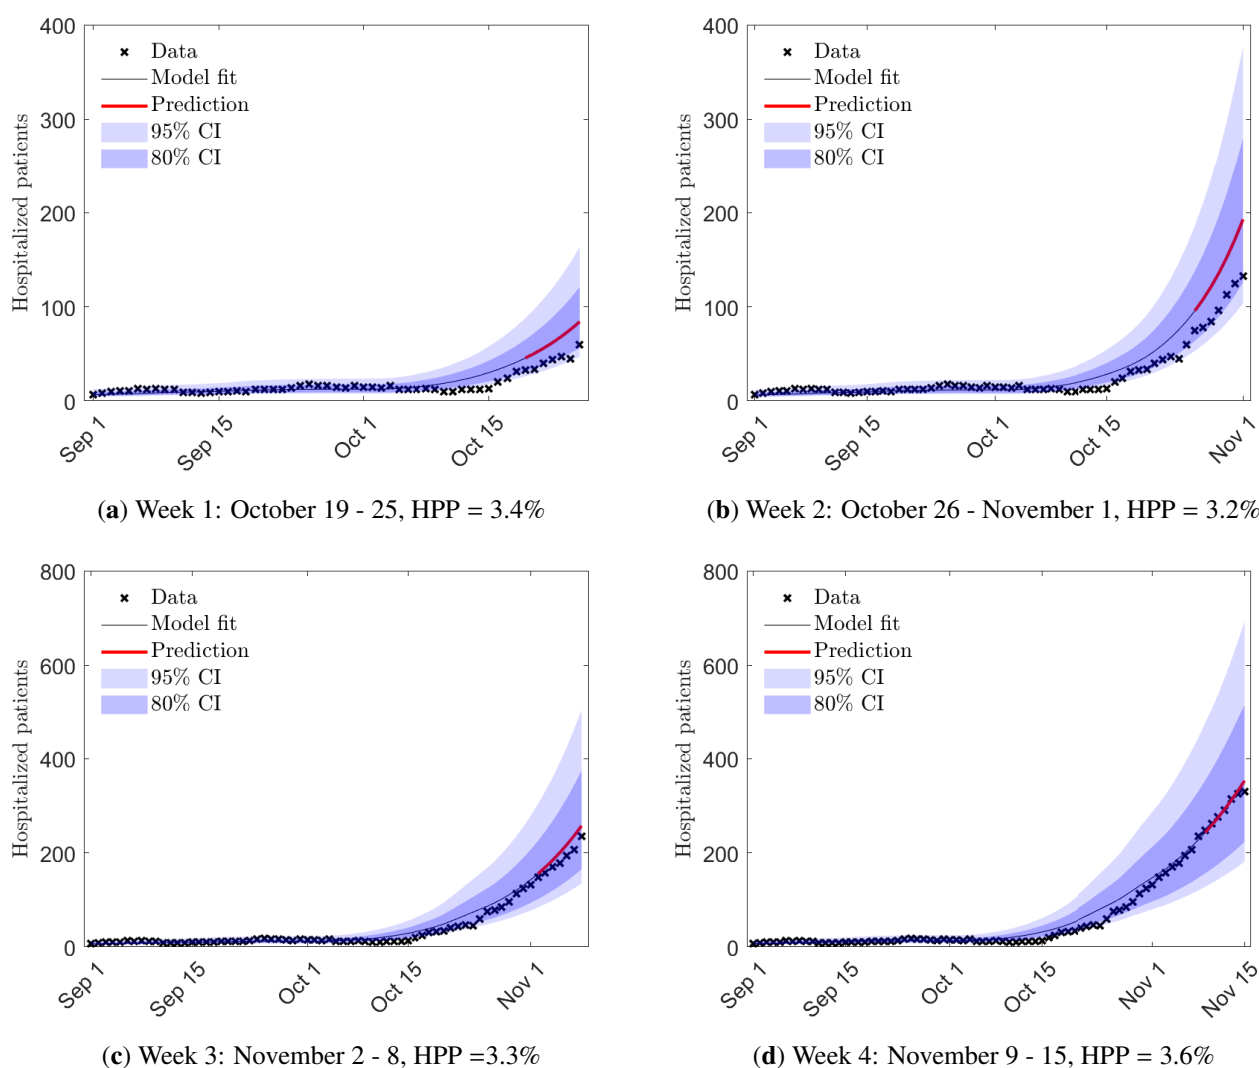 400
300
200
100
0
Hospitalized patients
Data
Model fit
Prediction
95% CI
80% CI
Sep 1
Sep 15
Oct 1
Oct 15
(a) Week 1: October 19 - 25, HPP = 3.4%
400
300
200
100
0
Hospitalized patients
Data
Model fit
Prediction
95% CI
80% CI
Sep 1
Sep 15
Oct 1
Oct 15
Nov 1
(b) Week 2: October 26 - November 1, HPP = 3.2%
800
600
400
200
0
Hospitalized patients
Data
Model fit
Prediction
95% CI
80% CI
Sep 1
Sep 15
Oct 1
Oct 15
Nov 1
(c) Week 3: November 2 - 8, HPP =3.3%
800
600
400
200
0
Hospitalized patients
Data
Model fit
Prediction
95% CI
80% CI
Sep 1
Sep 15
Oct 1
Oct 15
Nov 1
Nov 15
(d) Week 4: November 9 - 15, HPP = 3.6%